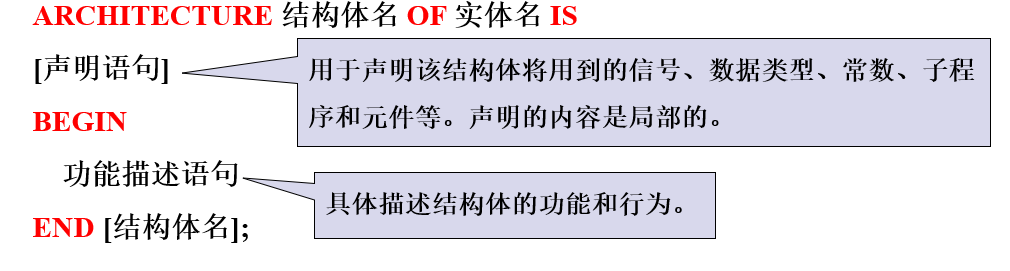 ARCHITECTURE 结构体名 OF 实体名 IS
[声明语句]
用于声明该结构体将用到的信号、数据类型、常数、子程
序和元件等。声明的内容是局部的。
BEGIN
功能描述语句
具体描述结构体的功能和行为。
END [结构体名];